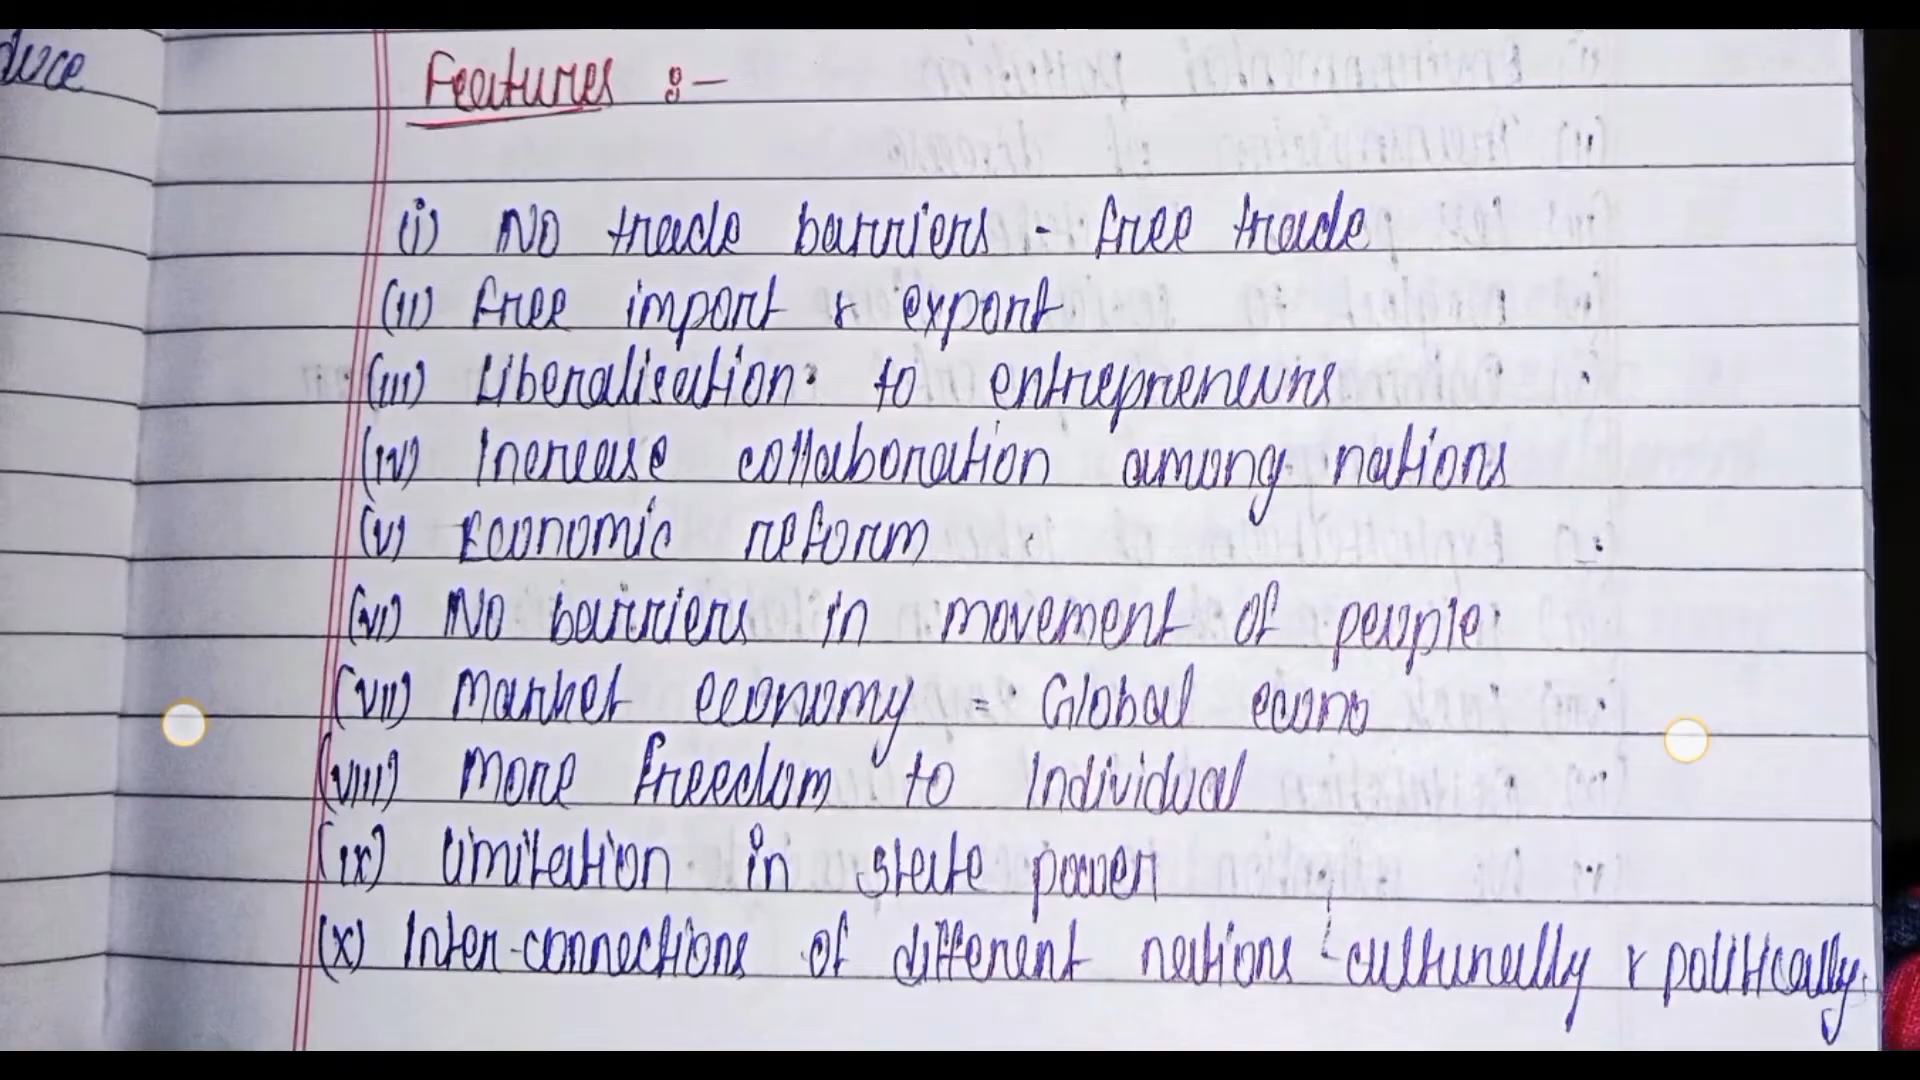 duce
Features :-
(i) No trade barriers - free trade
(ii) free import & export
(iii) Liberalisation to entrepreneurs
(iv) Increase collaboration among nations
(v) Economic reform
(vi) No barriers in movement of people
(vii) Market economy = Global econo
(viii) More freedom to Individual
(ix) Limitation in state power
(x) Inter-connections of different nations culturally & politically.